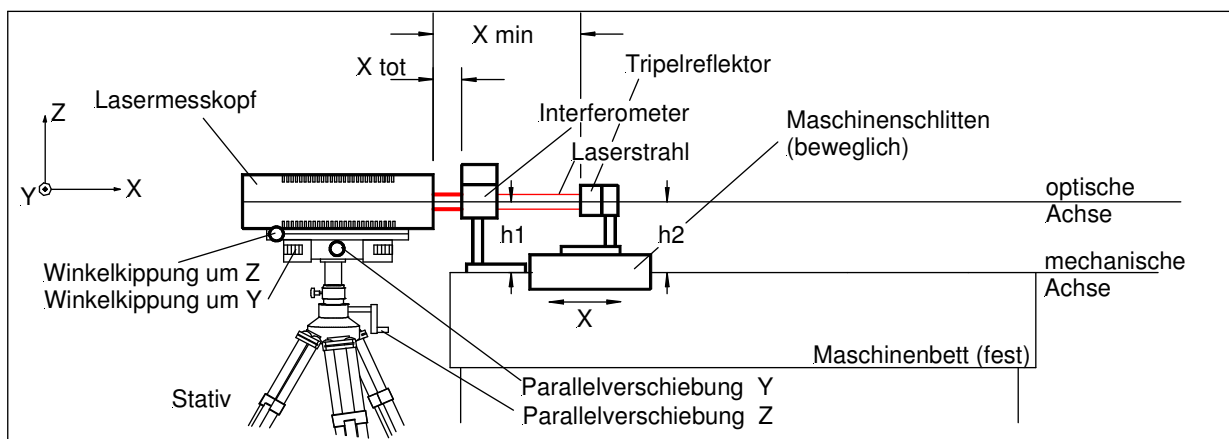 X min
X tot
Tripelreflektor
Lasermesskopf
Interferometer
Maschinenschlitten
(beweglich)
Z
Laserstrahl
Y
X
optische
Achse
h1
h2
Winkelkippung um Z
Winkelkippung um Y
mechanische
Achse
X
Maschinenbett (fest)
Stativ
Parallelverschiebung Y
Parallelverschiebung Z